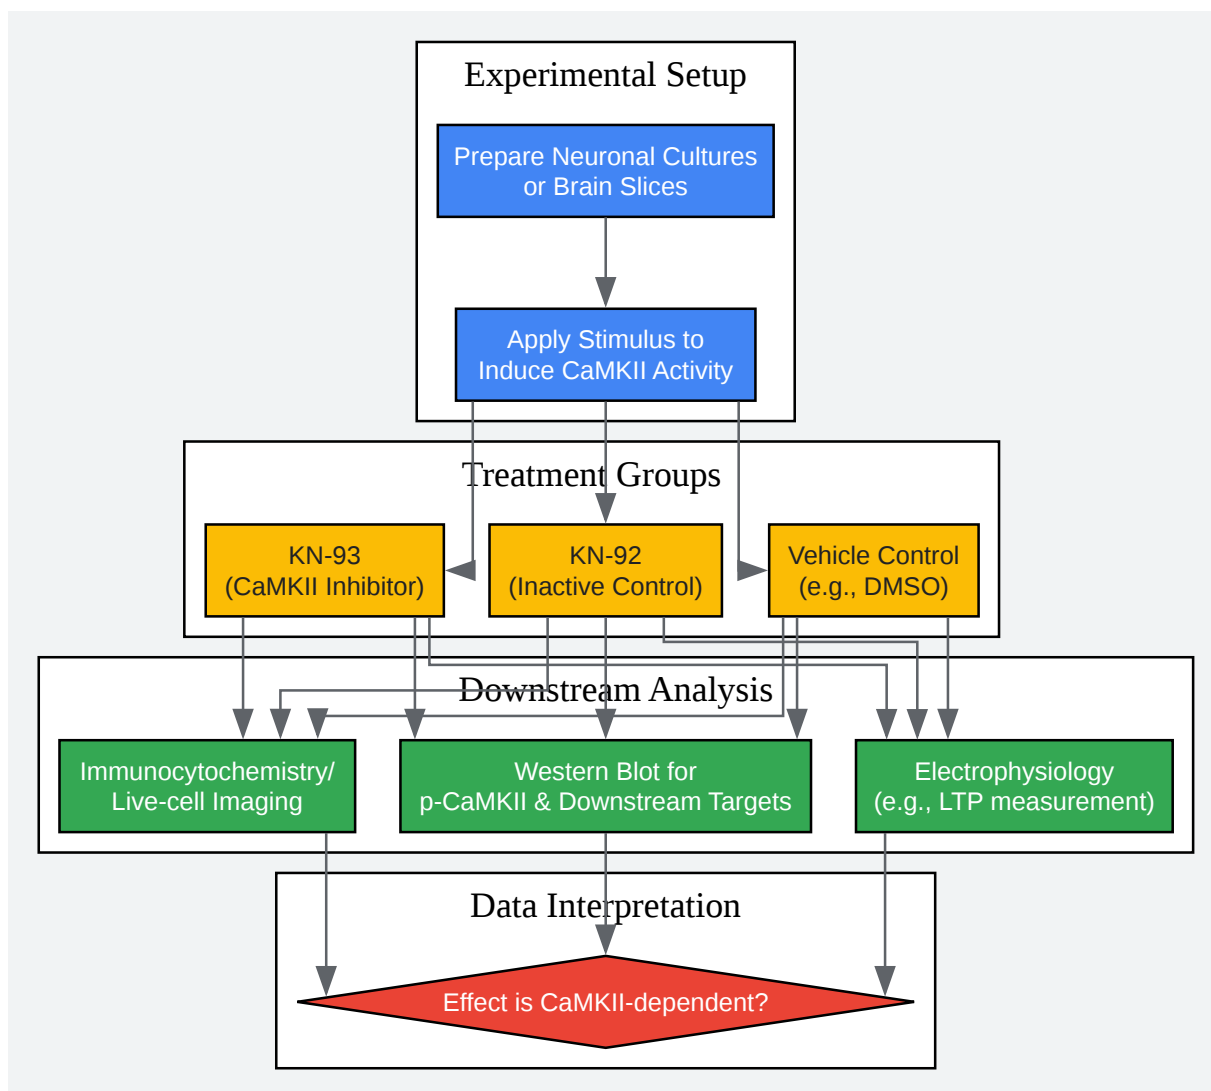 Experimental Setup
Prepare Neuronal Cultures
or Brain Slices
Apply Stimulus to
Induce CaMKII Activity
Treatment Groups
KN-93
(CaMKII Inhibitor)
KN-92
(Inactive Control)
Vehicle Control
(e.g., DMSO)
Downstream Analysis
Immunocytochemistry/
Live-cell Imaging
Western Blot for
p-CaMKII & Downstream Targets
Electrophysiology
(e.g., LTP measurement)
Data Interpretation
Effect is CaMKII-dependent?